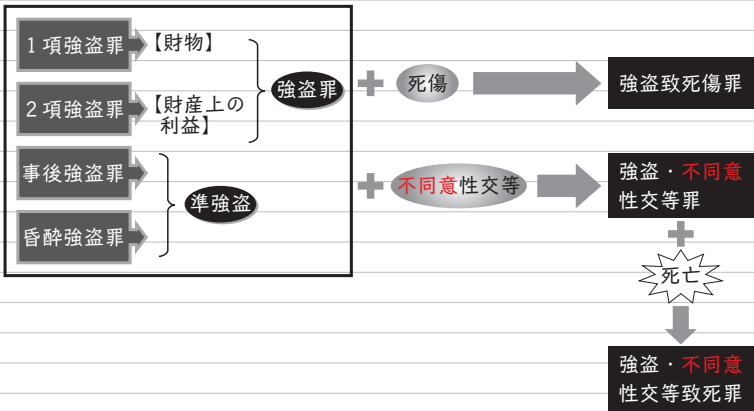 1項強盗罪
【財物】
2項強盗罪
【財産上の
利益】
強盗罪
事後強盗罪
昏酔強盗罪
準強盗
死傷
強盗致死傷罪
不同意性交等
強盗・不同意
性交等罪
死亡
強盗・不同意
性交等致死罪